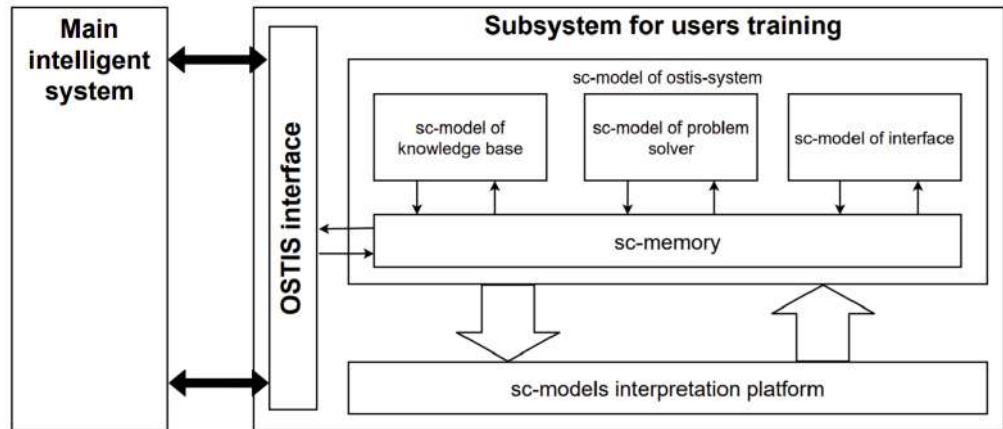 Main
intelligent
system
OSTIS interface
Subsystem for users training
sc-model of ostis-system
sc-model of
knowledge base
sc-model of problem
solver
sc-model of interface
sc-memory
sc-models interpretation platform